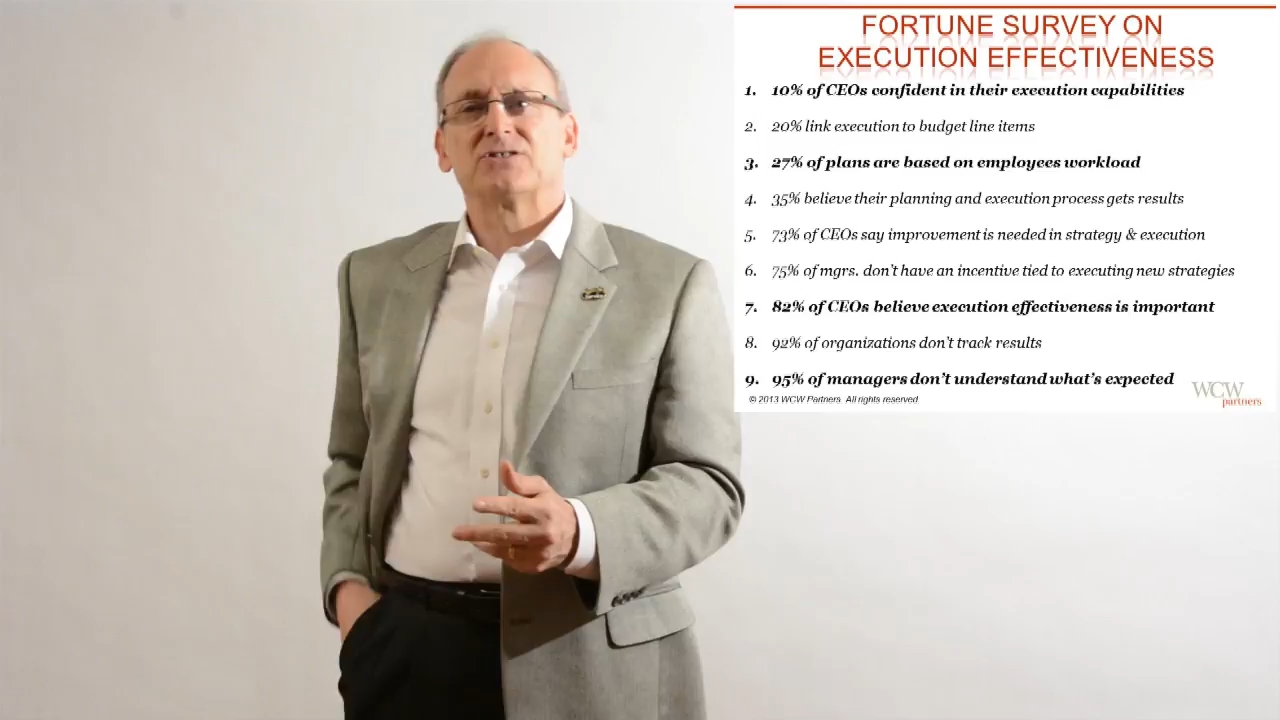 FORTUNE SURVEY ON
EXECUTION EFFECTIVENESS
1. 10% of CEOs confident in their execution capabilities
2. 20% link execution to budget line items
3. 27% of plans are based on employees workload
4. 35% believe their planning and execution process gets results
5. 73% of CEOs say improvement is needed in strategy & execution
6. 75% of mgrs. don't have an incentive tied to executing new strategies
7. 82% of CEOs believe execution effectiveness is important
8. 92% of organizations don't track results
9. 95% of managers don't understand what's expected
© 2013 WCW Partners All rights reserved.
WCW
partners